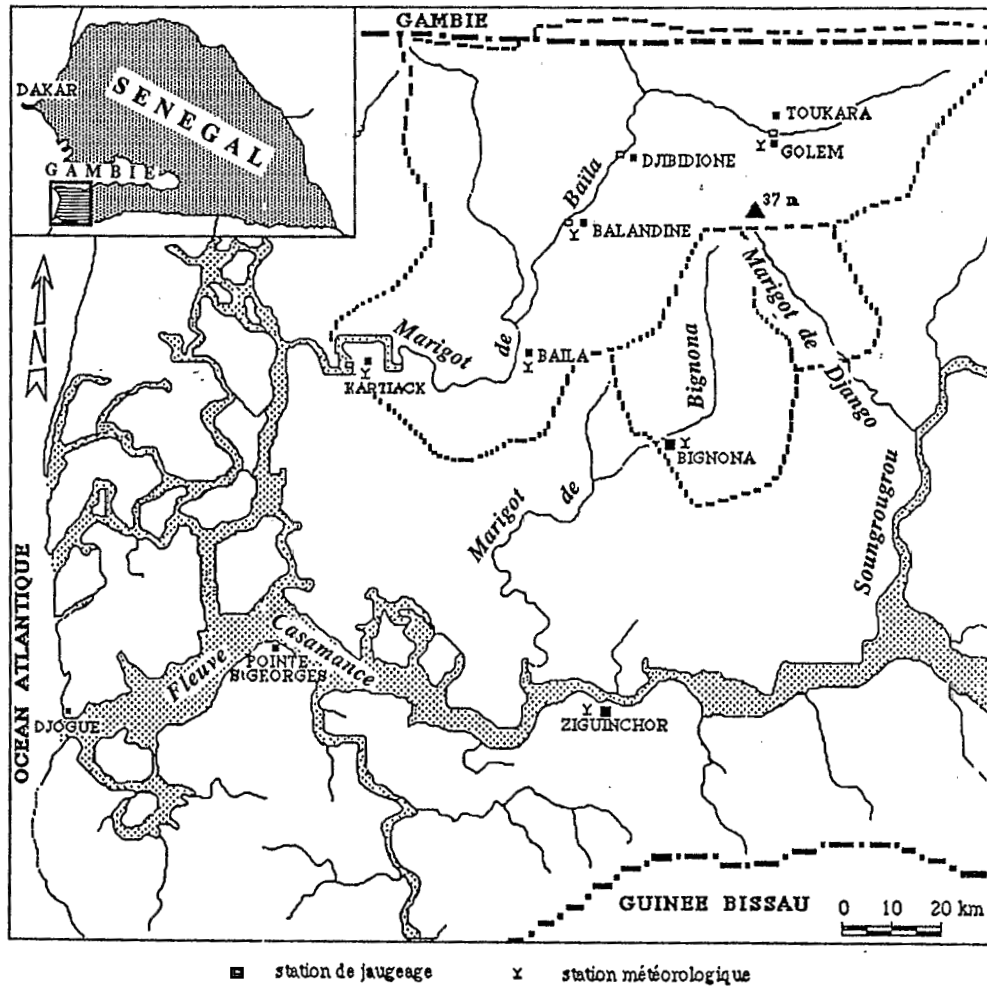 GAMBIE
DAKAR
SENEGAL
GAMBIE
TOUKARA
GOLEM
DJIBIDIONE
Baïla
37 m
BALANDINE
Marigot de Django
Marigot de
BAILA
KARTIACK
Bignona
BIGNONA
Marigot de
Soungrougrou
OCEAN ATLANTIQUE
Fleuve Casamance
POINTE
St GEORGES
DJOGUE
ZIGUINCHOR
GUINEE BISSAU
0 10 20 km
station de jaugeage
station météorologique